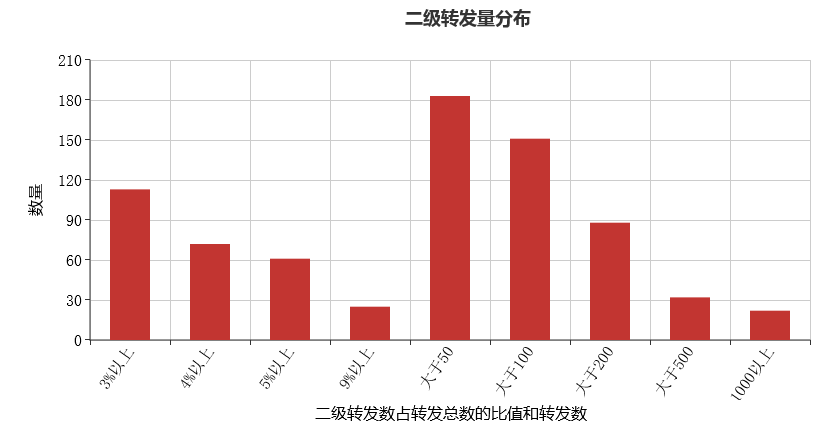 二级转发量分布
数量
210
180
150
120
90
60
30
0
3%以上
4%以上
5%以上
9%以上
大于50
大于100
大于200
大于500
1000以上
二级转发数占转发总数的比值和转发数